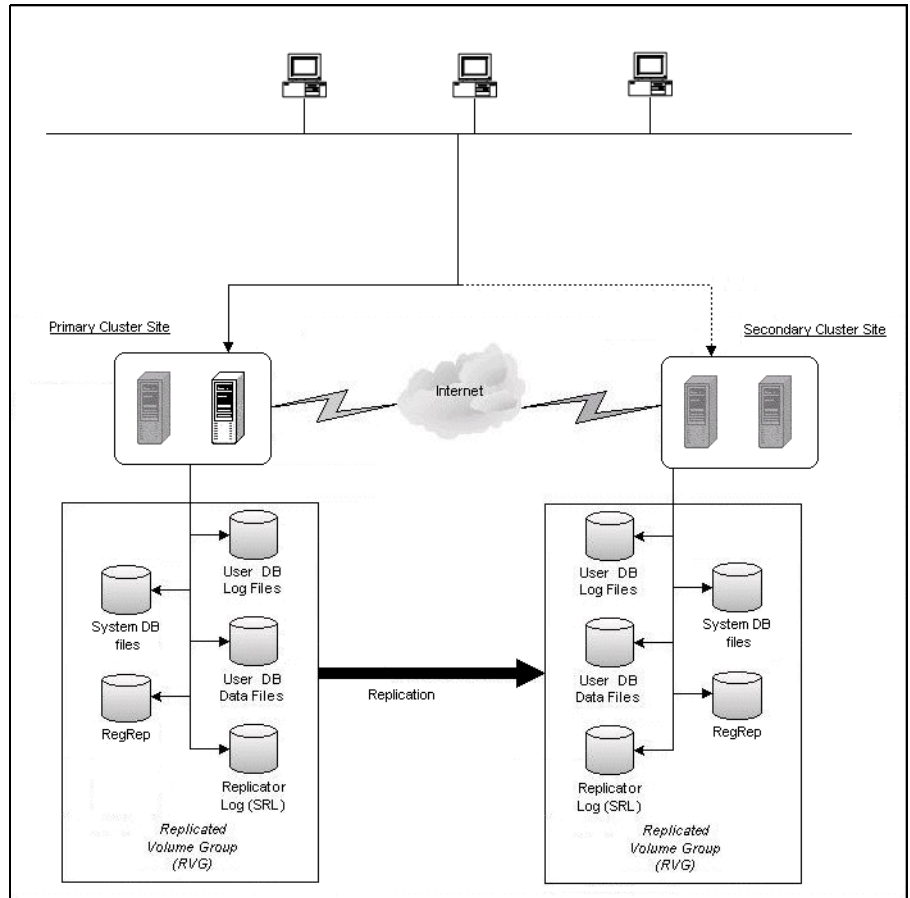 Primary Cluster Site
Secondary Cluster Site
Internet
User DB
Log Files
System DB
files
User DB
Data Files
RegRep
Replicator
Log (SRL)
Replicated
Volume Group
(RVG)
Replication
User DB
Log Files
System DB
files
User DB
Data Files
RegRep
Replicator
Log (SRL)
Replicated
Volume Group
(RVG)